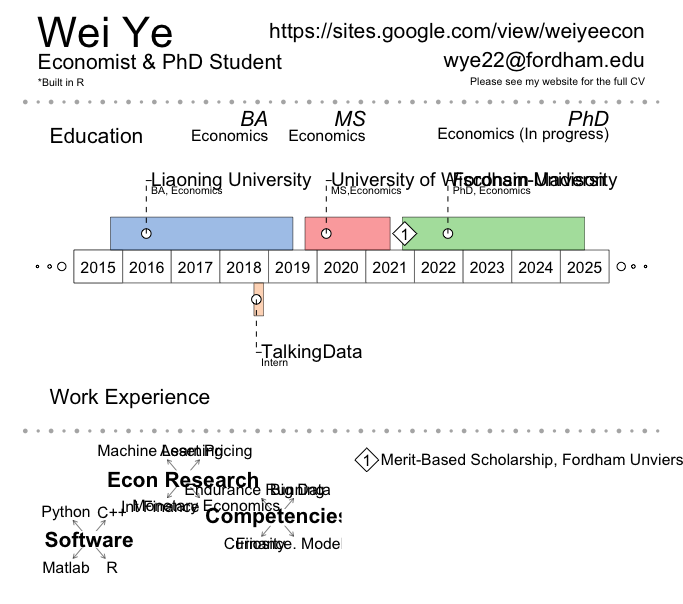 Wei Ye
https://sites.google.com/view/weiyeecon
Economist & PhD Student
wye22@fordham.edu
*Built in R
Please see my website for the full CV
Education
BA
Economics
MS
Economics
PhD
Economics (In progress)
Liaoning University
BA, Economics
University of Wisconsin-Madison
MS,Economics
Fordham University
PhD, Economics
1
2015 2016 2017 2018 2019 2020 2021 2022 2023 2024 2025
TalkingData
Intern
Work Experience
1 Merit-Based Scholarship, Fordham Unviers
Machine Learning
Asset Pricing
Econ Research
Int Finance
Monetary Economics
Endurance Running
Big Data
Competencies
Curiosity
Finance. Model
Python C++
Software
Matlab R